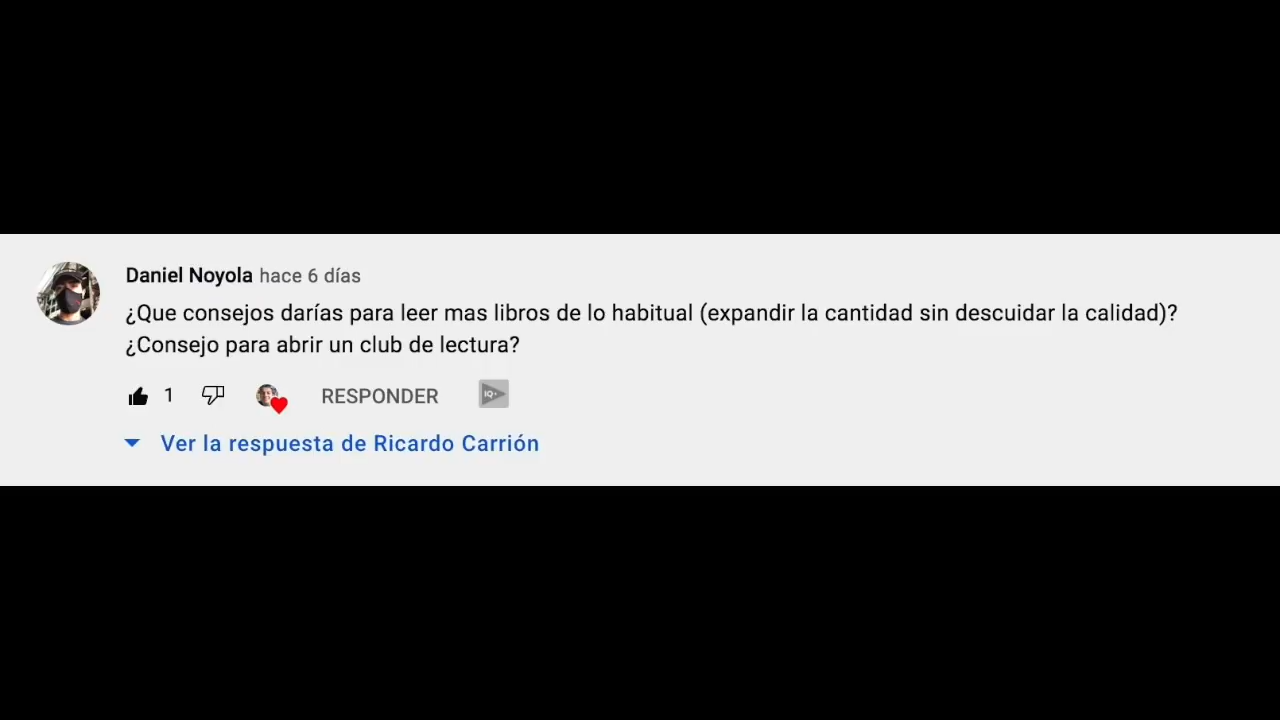 Daniel Noyola hace 6 días
¿Que consejos darías para leer mas libros de lo habitual (expandir la cantidad sin descuidar la calidad)?
¿Consejo para abrir un club de lectura?
1 RESPONDER IQ+
Ver la respuesta de Ricardo Carrión